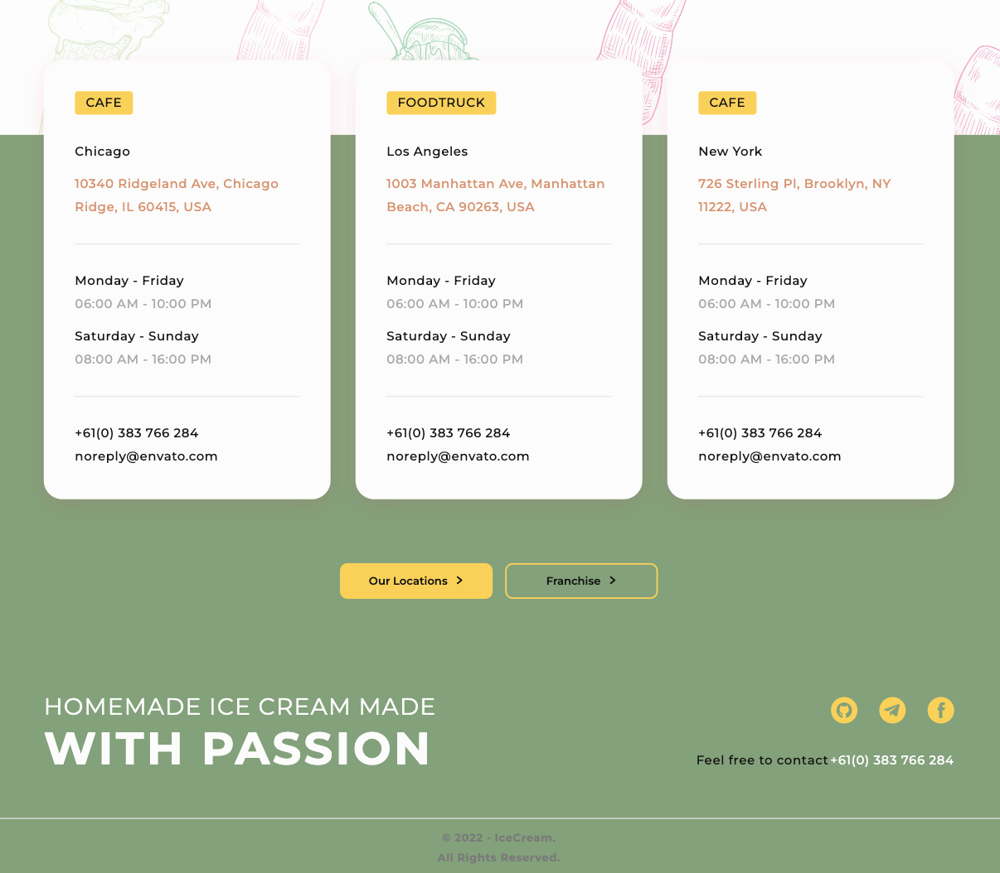 CAFE
Chicago
10340 Ridgeland Ave, Chicago
Ridge, IL 60415, USA
Monday - Friday
06:00 AM - 10:00 PM
Saturday - Sunday
08:00 AM - 16:00 PM
+61(0) 383 766 284
noreply@envato.com
FOODTRUCK
Los Angeles
1003 Manhattan Ave, Manhattan
Beach, CA 90263, USA
Monday - Friday
06:00 AM - 10:00 PM
Saturday - Sunday
08:00 AM - 16:00 PM
+61(0) 383 766 284
noreply@envato.com
CAFE
New York
726 Sterling Pl, Brooklyn, NY
11222, USA
Monday - Friday
06:00 AM - 10:00 PM
Saturday - Sunday
08:00 AM - 16:00 PM
+61(0) 383 766 284
noreply@envato.com
Our Locations
Franchise
HOMEMADE ICE CREAM MADE
WITH PASSION
Feel free to contact +61(0) 383 766 284
© 2022 - IceCream.
All Rights Reserved.